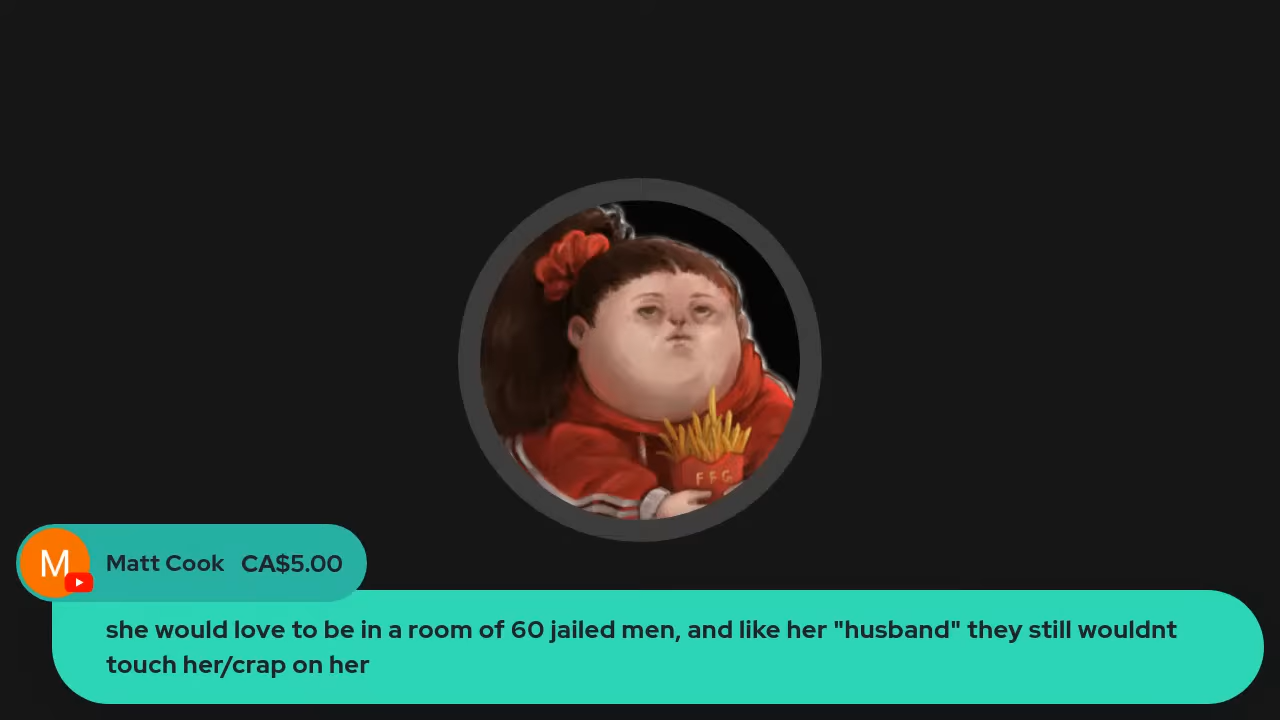 F F G
M
Matt Cook CA$5.00
she would love to be in a room of 60 jailed men, and like her "husband" they still wouldnt
touch her/crap on her